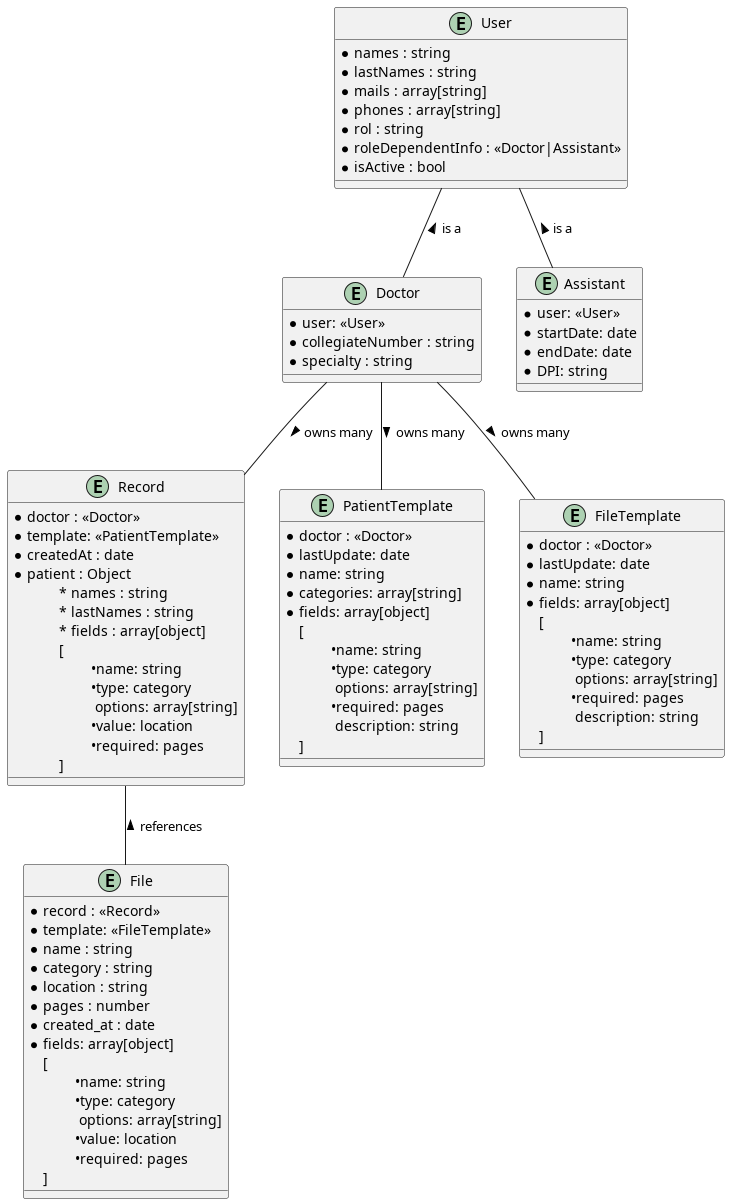 E User
* names : string
* lastNames : string
* mails : array[string]
* phones : array[string]
* rol : string
* roleDependentInfo : «Doctor|Assistant»
* isActive : bool
is a
is a
E Doctor
* user: «User»
* collegiateNumber : string
* specialty : string
E Assistant
* user: «User»
* startDate: date
* endDate: date
* DPI: string
owns many
owns many
owns many
E Record
* doctor : «Doctor»
* template: «PatientTemplate»
* createdAt : date
* patient : Object
* names : string
* lastNames : string
* fields : array[object]
[
•name: string
•type: category
options: array[string]
•value: location
•required: pages
]
E PatientTemplate
* doctor : «Doctor»
* lastUpdate: date
* name: string
* categories: array[string]
* fields: array[object]
[
•name: string
•type: category
options: array[string]
•required: pages
description: string
]
E FileTemplate
* doctor : «Doctor»
* lastUpdate: date
* name: string
* fields: array[object]
[
•name: string
•type: category
options: array[string]
•required: pages
description: string
]
references
E File
* record : «Record»
* template: «FileTemplate»
* name : string
* category : string
* location : string
* pages : number
* created_at : date
* fields: array[object]
[
•name: string
•type: category
options: array[string]
•value: location
•required: pages
]